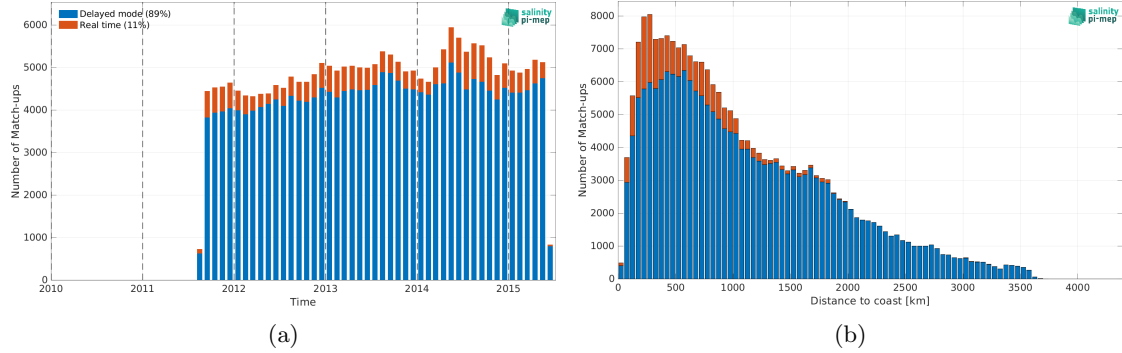 Delayed mode (89%)
Real time (11%)
salinity
pi-mep
Number of Match-ups
6000
5000
4000
3000
2000
1000
0
2010
2011
2012
2013
2014
2015
Time
(a)
salinity
pi-mep
Number of Match-ups
8000
7000
6000
5000
4000
3000
2000
1000
0
0
500
1000
1500
2000
2500
3000
3500
4000
Distance to coast [km]
(b)